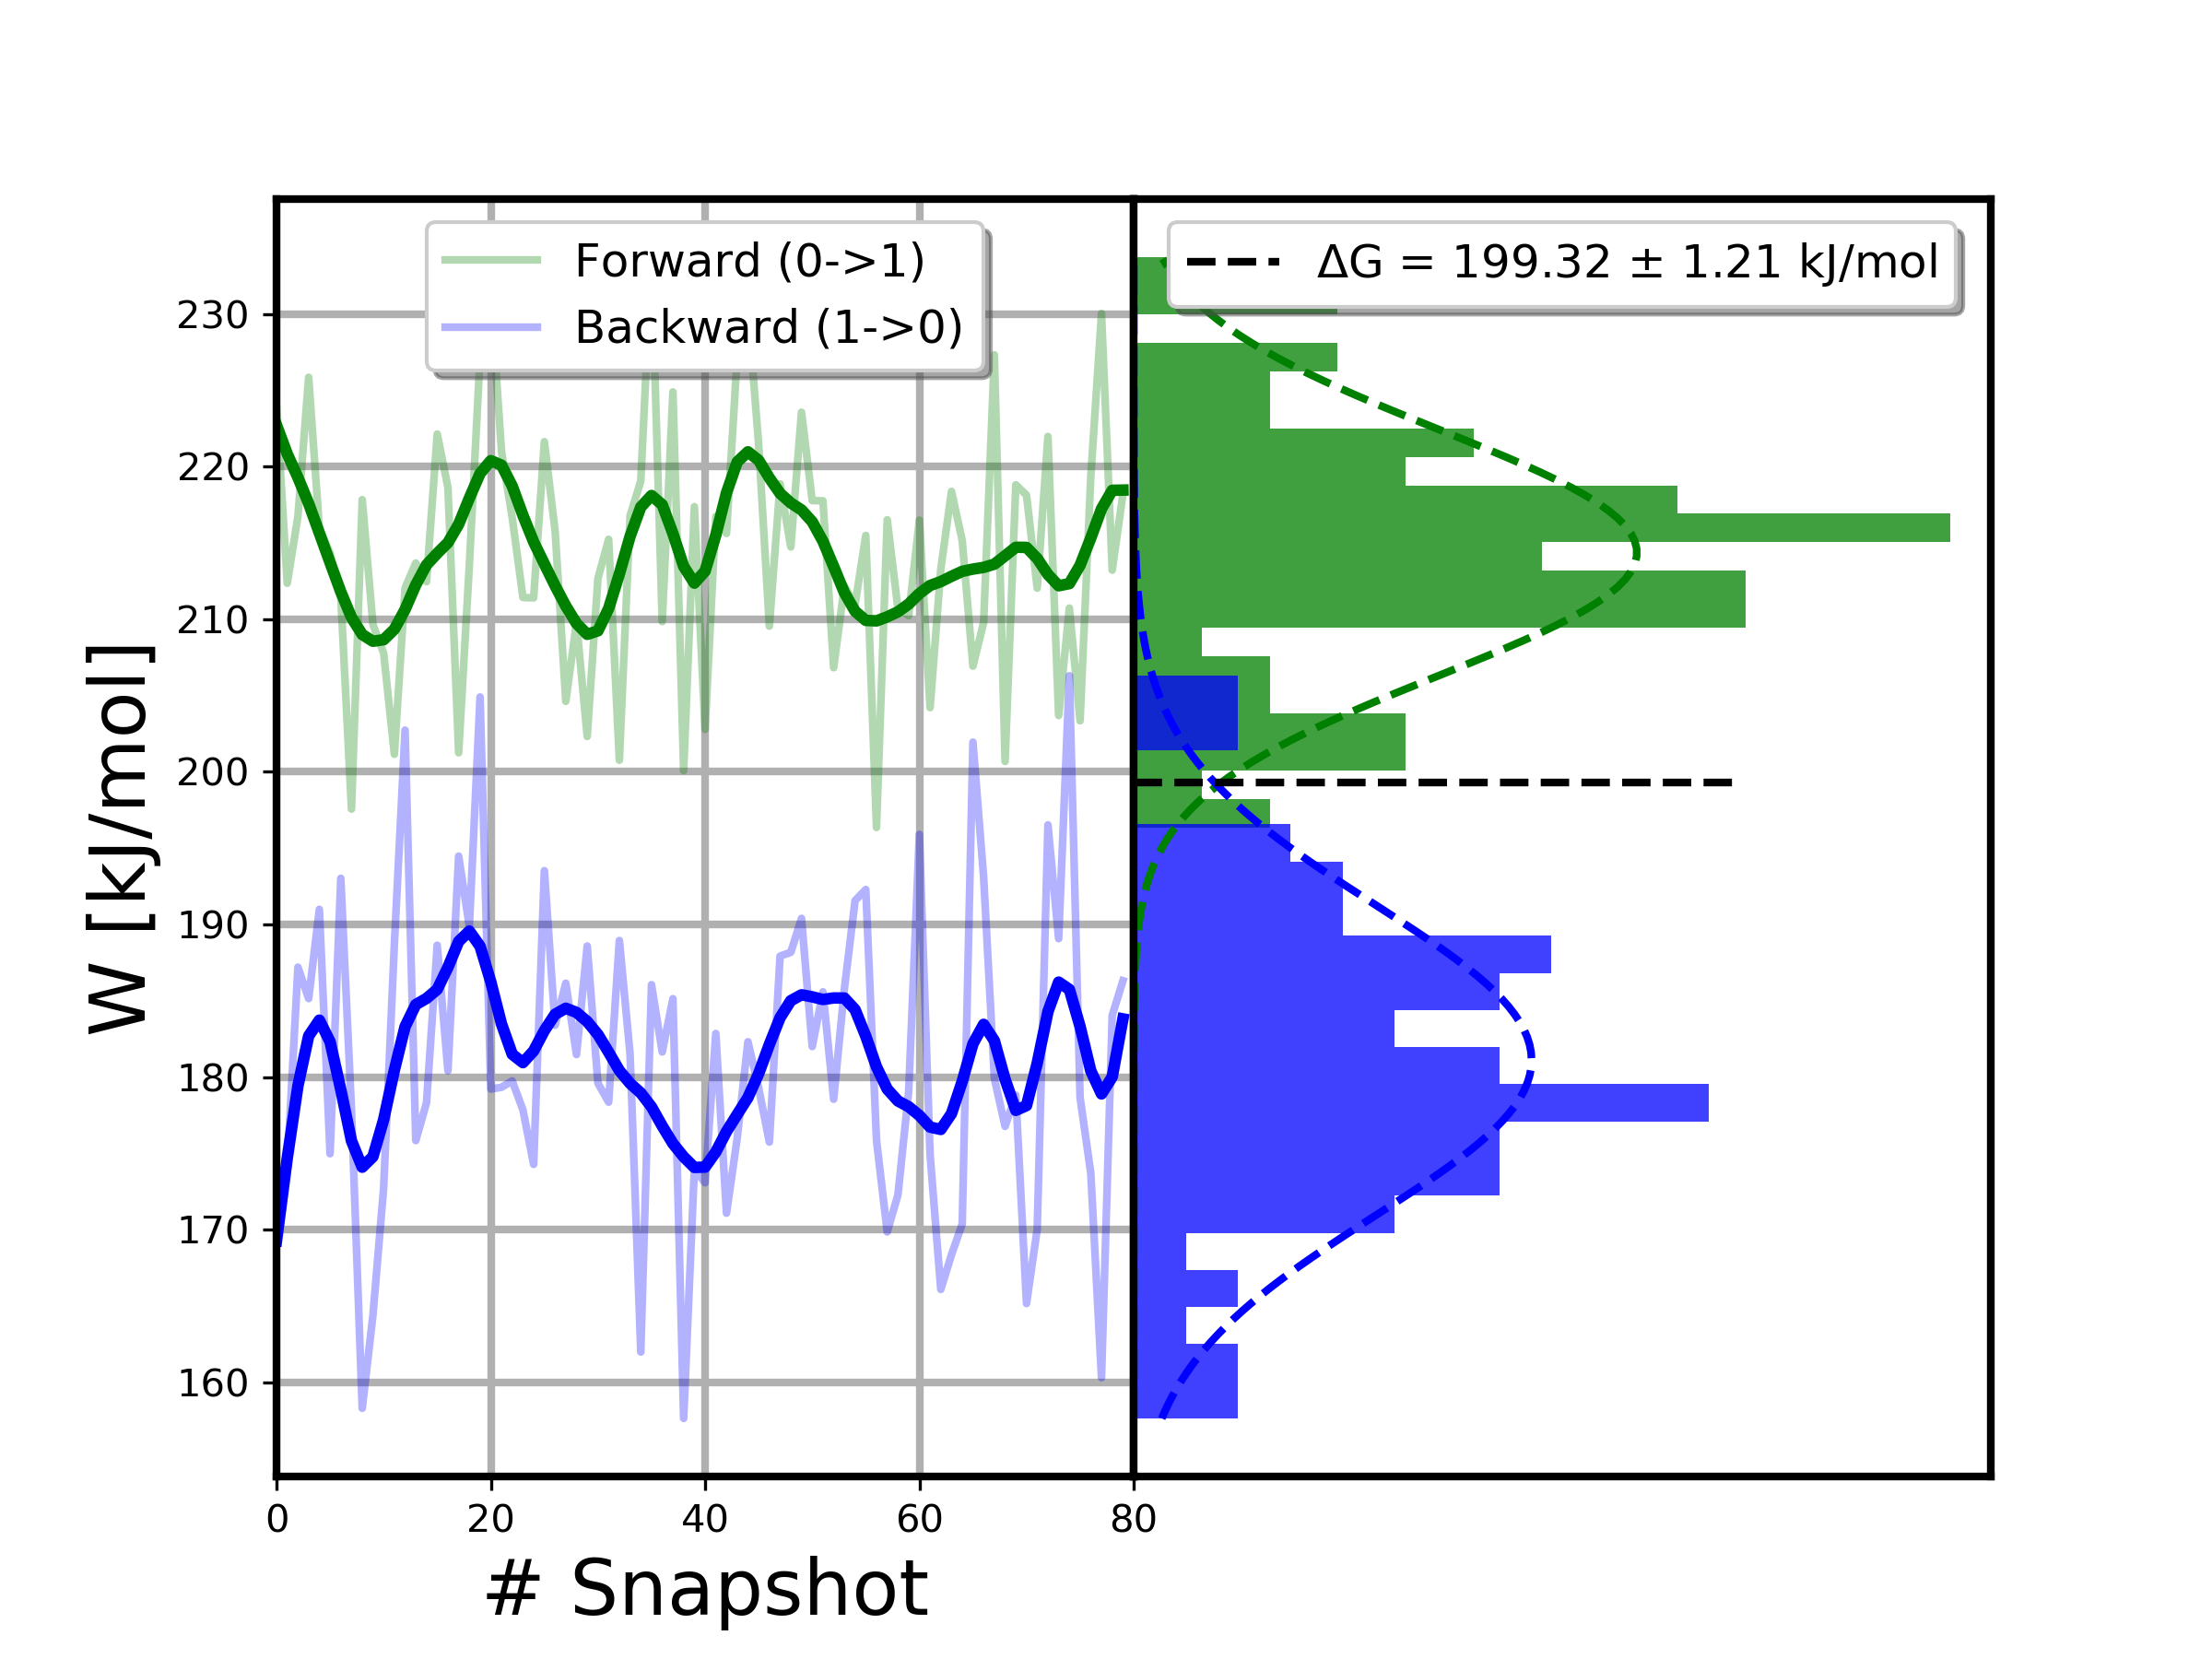 Forward (0->1)
Backward (1->0)
ΔG = 199.32 ± 1.21 kJ/mol
W [kJ/mol]
230
220
210
200
190
180
170
160
0 20 40 60 80
# Snapshot